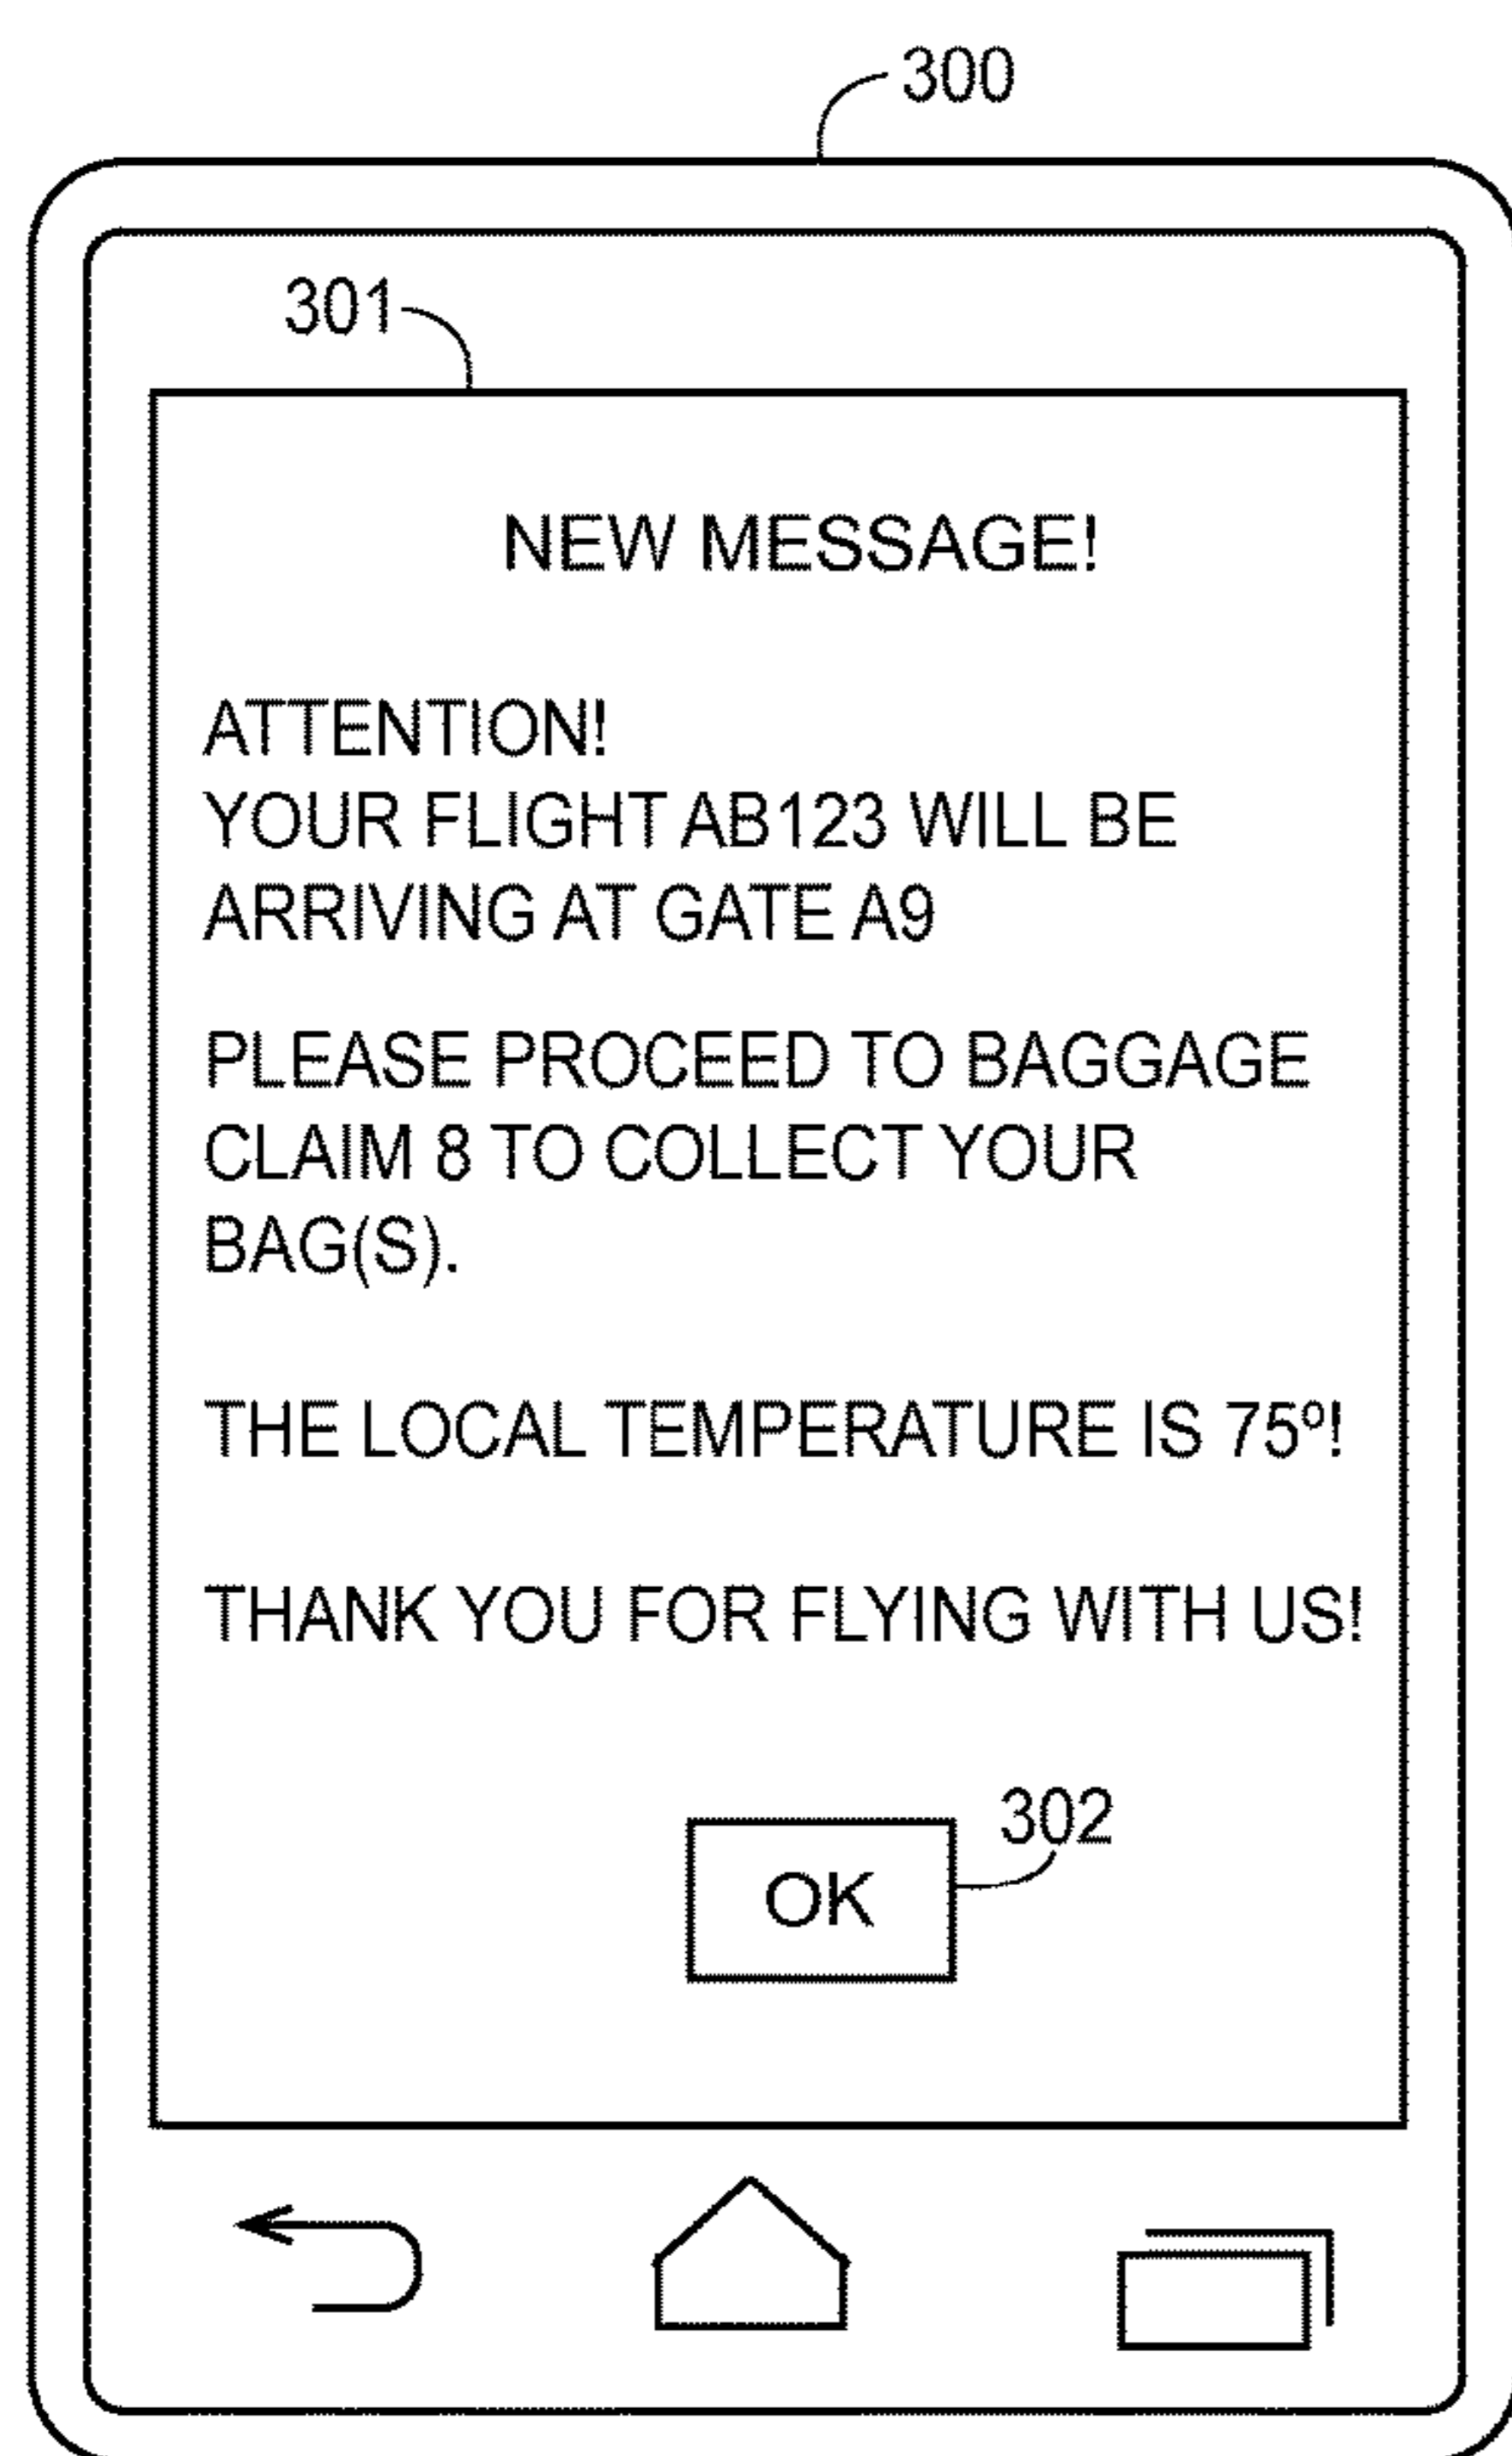 300
301
NEW MESSAGE!
ATTENTION!
YOUR FLIGHT AB123 WILL BE
ARRIVING AT GATE A9
PLEASE PROCEED TO BAGGAGE
CLAIM 8 TO COLLECT YOUR
BAG(S).
THE LOCAL TEMPERATURE IS 75º!
THANK YOU FOR FLYING WITH US!
302
OK